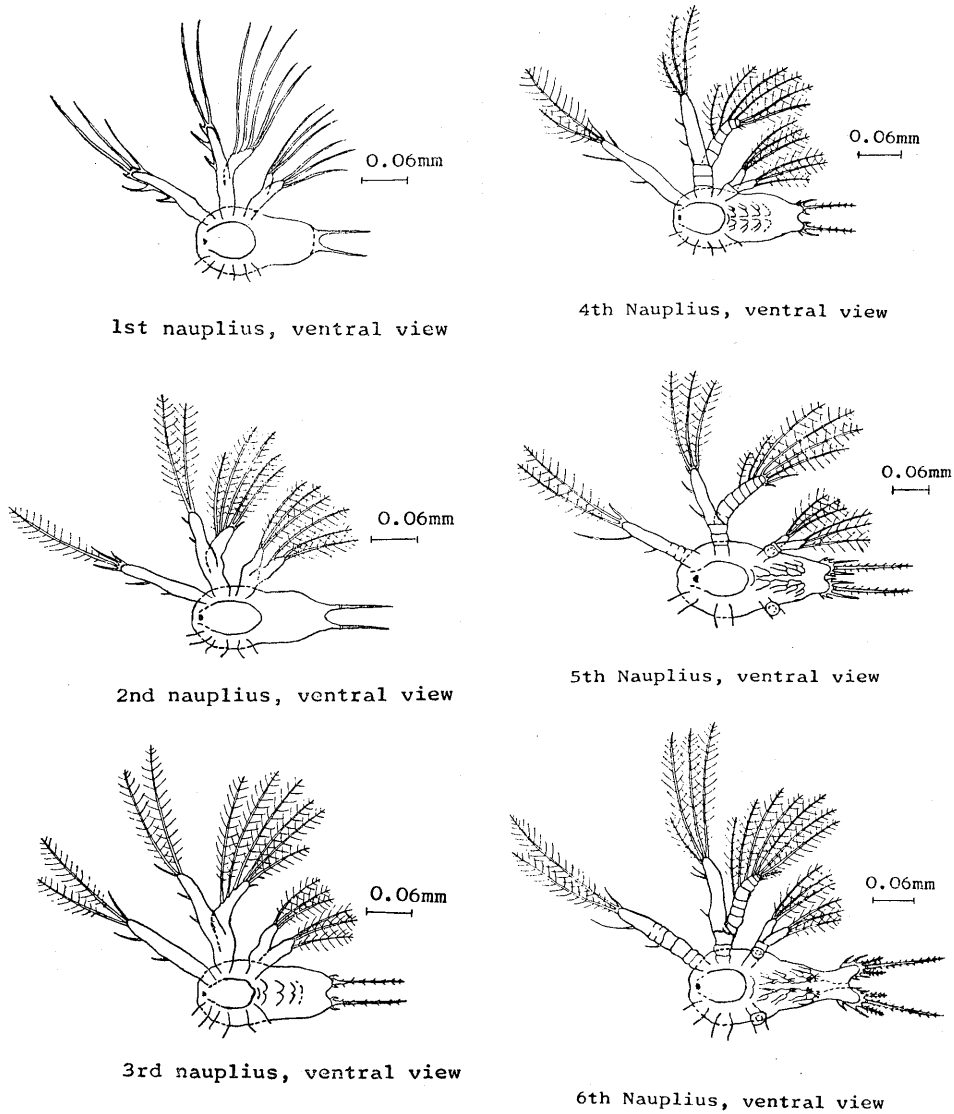 0.06mm
1st nauplius, ventral view
0.06mm
2nd nauplius, ventral view
0.06mm
3rd nauplius, ventral view
0.06mm
4th Nauplius, ventral view
0.06mm
5th Nauplius, ventral view
0.06mm
6th Nauplius, ventral view